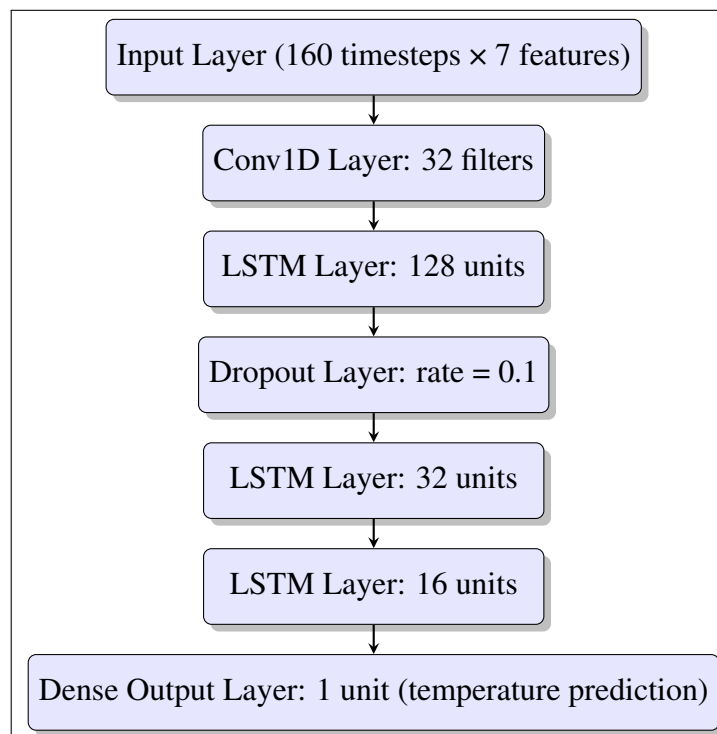 Input Layer (160 timesteps × 7 features)
Conv1D Layer: 32 filters
LSTM Layer: 128 units
Dropout Layer: rate = 0.1
LSTM Layer: 32 units
LSTM Layer: 16 units
Dense Output Layer: 1 unit (temperature prediction)